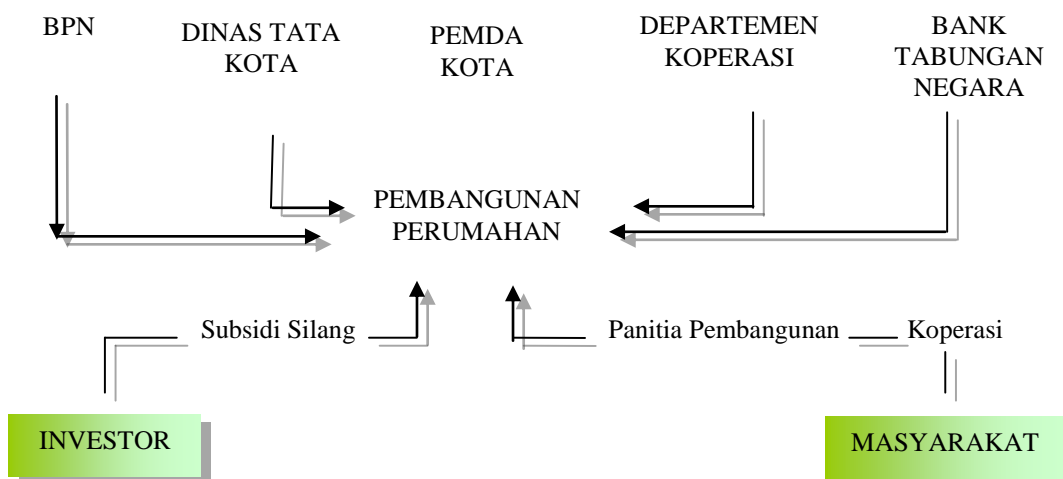 BPN
DINAS TATA
KOTA
PEMDA
KOTA
DEPARTEMEN
KOPERASI
BANK
TABUNGAN
NEGARA
PEMBANGUNAN
PERUMAHAN
Subsidi Silang
Panitia Pembangunan
Koperasi
INVESTOR
MASYARAKAT